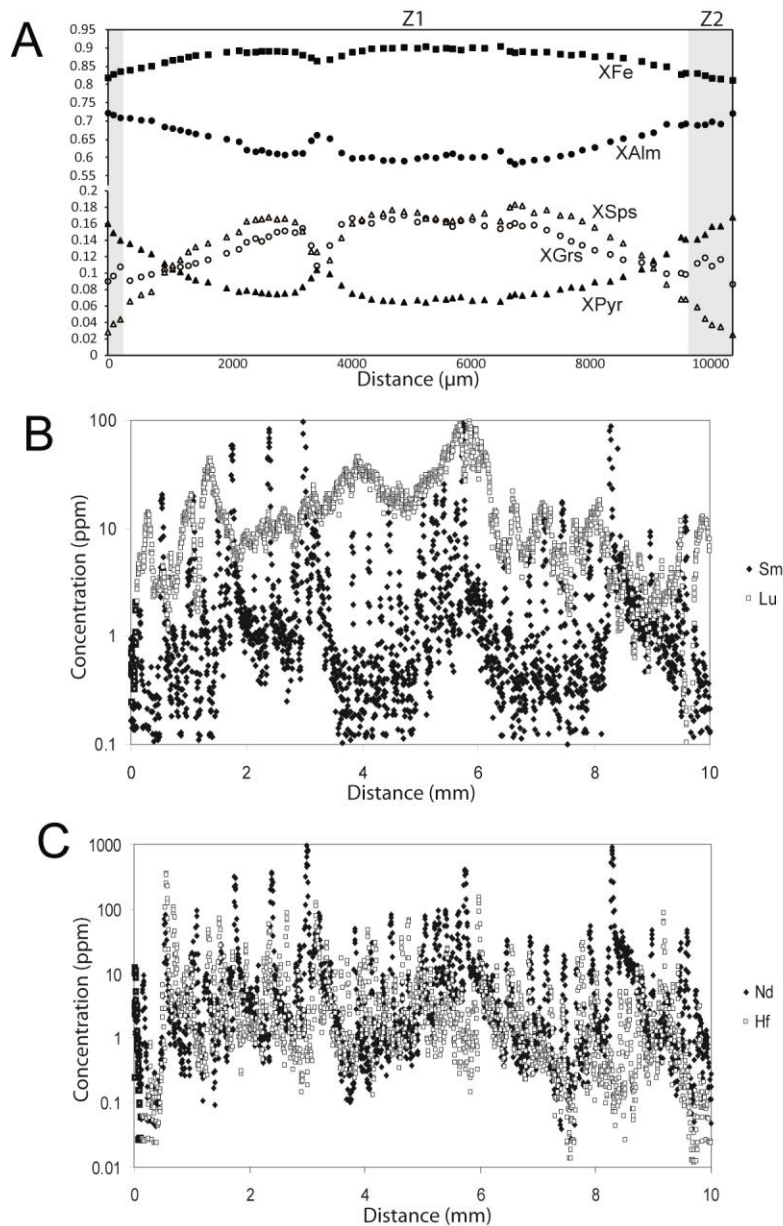 A
Z1
Z2
0.95
0.9
0.85
0.8
0.75
0.7
0.65
0.6
0.55
0.2
0.18
0.16
0.14
0.12
0.1
0.08
0.06
0.04
0.02
0
XFe
XAlm
XSps
XGrs
XPyr
0 2000 4000 6000 8000 10000
Distance (µm)
B
Concentration (ppm)
100
10
1
0.1
Sm
Lu
0 2 4 6 8 10
Distance (mm)
C
Concentration (ppm)
1000
100
10
1
0.1
0.01
Nd
Hf
0 2 4 6 8 10
Distance (mm)